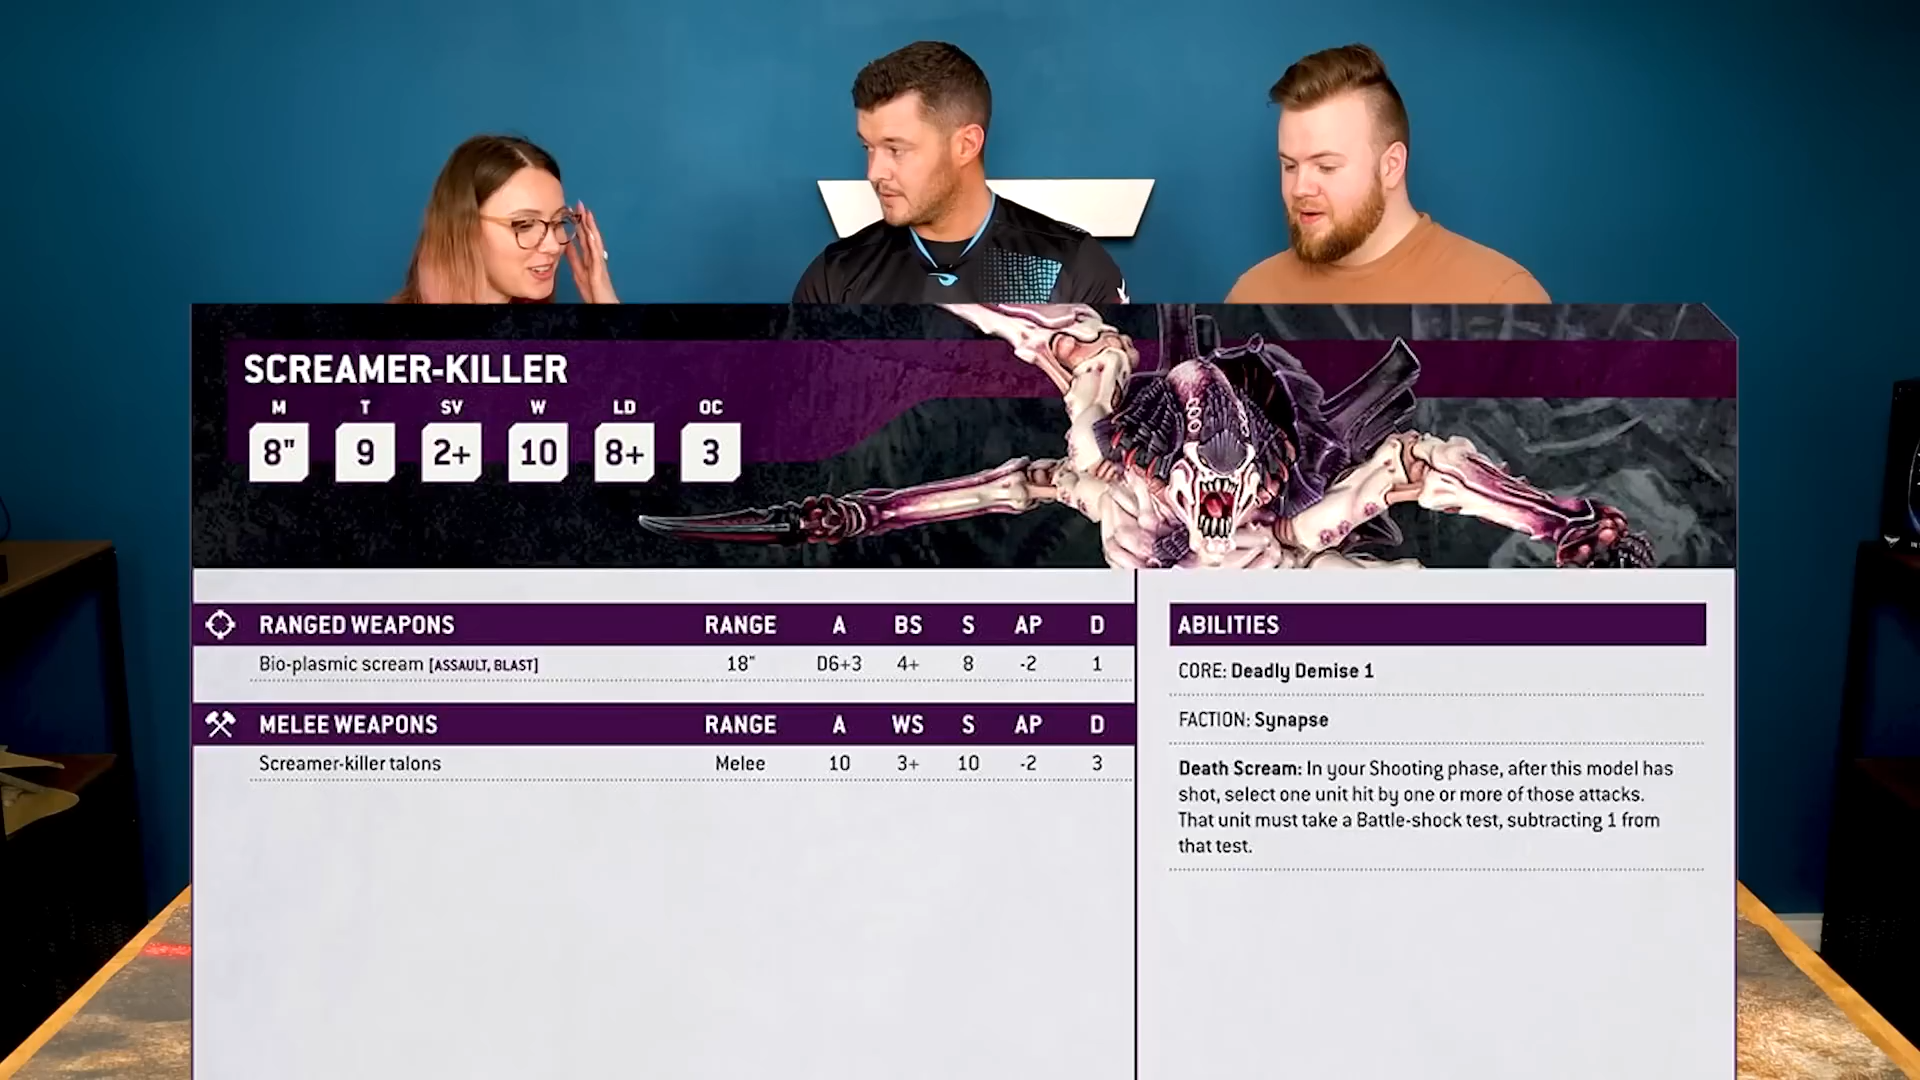 SCREAMER-KILLER
M T SV W LD OC
8" 9 2+ 10 8+ 3
RANGED WEAPONS RANGE A BS S AP D
Bio-plasmic scream [ASSAULT, BLAST] 18" D6+3 4+ 8 -2 1
MELEE WEAPONS RANGE A WS S AP D
Screamer-killer talons Melee 10 3+ 10 -2 3
ABILITIES
CORE: Deadly Demise 1
FACTION: Synapse
Death Scream: In your Shooting phase, after this model has
shot, select one unit hit by one or more of those attacks.
That unit must take a Battle-shock test, subtracting 1 from
that test.